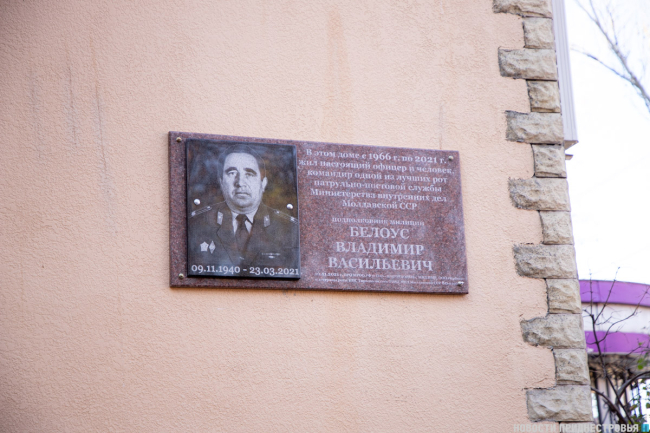 В этом доме с 1966 г. по 2021 г.
жил настоящий офицер и человек,
командир одной из лучших рот
патрульно-постовой службы
Министерства внутренних дел
Молдавской ССР
подполковник милиции
БЕЛОУС
ВЛАДИМИР
ВАСИЛЬЕВИЧ
09.11.1940 - 23.03.2021
НОВОСТИ ПРИДНЕСТРОВЬЯ